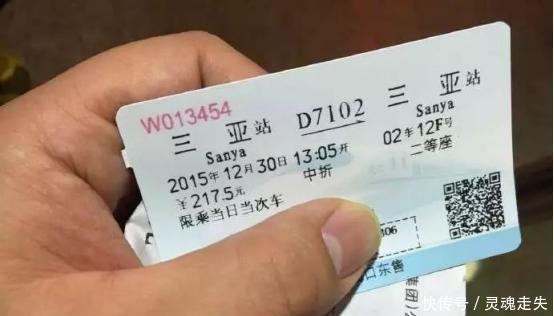 W013454
三 亚站 D7102 三 亚站
Sanya Sanya
2015年12月30日 13:05开 02车12F号
￥217.5元 中折 二等座
限乘当日当次车
快传号 / 灵魂走失